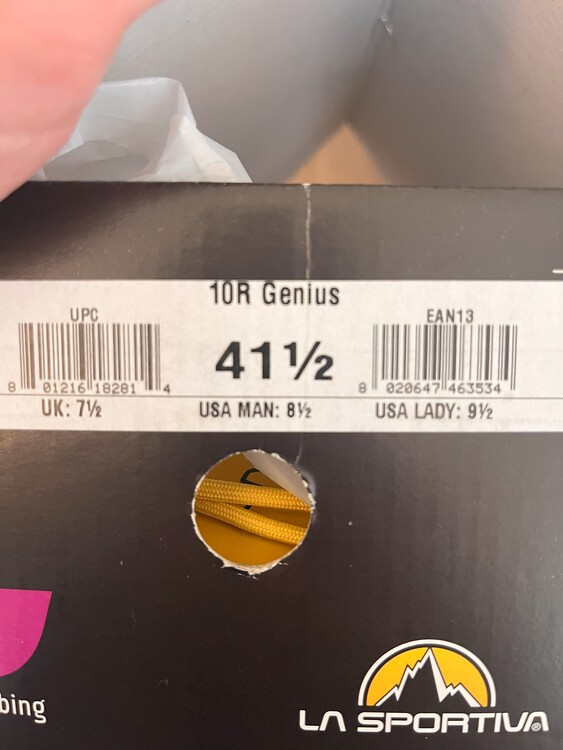 10R Genius
UPC
EAN13
41½
8 01216 18281 4
8 020647 463534
UK: 7½
USA MAN: 8½
USA LADY: 9½
bing
LA SPORTIVA®